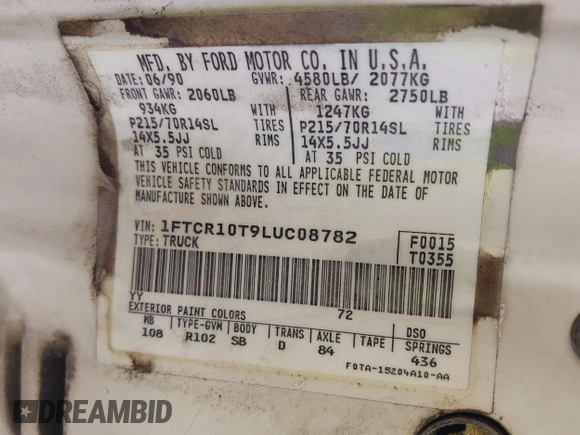 MFD. BY FORD MOTOR CO. IN U.S.A.
DATE: 06/90 GVWR: 4580LB/ 2077KG
FRONT GAWR: 2060LB REAR GAWR: 2750LB
934KG WITH 1247KG WITH
P215/70R14SL TIRES P215/70R14SL TIRES
14X5.5JJ RIMS 14X5.5JJ RIMS
AT 35 PSI COLD AT 35 PSI COLD
THIS VEHICLE CONFORMS TO ALL APPLICABLE FEDERAL MOTOR
VEHICLE SAFETY STANDARDS IN EFFECT ON THE DATE OF
MANUFACTURE SHOWN ABOVE.
VIN: 1FTCR10T9LUC08782 F0015
TYPE: TRUCK T0355
YY 72
EXTERIOR PAINT COLORS DSO
WB TYPE-GVW BODY TRANS AXLE TAPE SPRINGS
108 R102 SB D 84 436
F0TA-15204A10-AA
DREAMBID